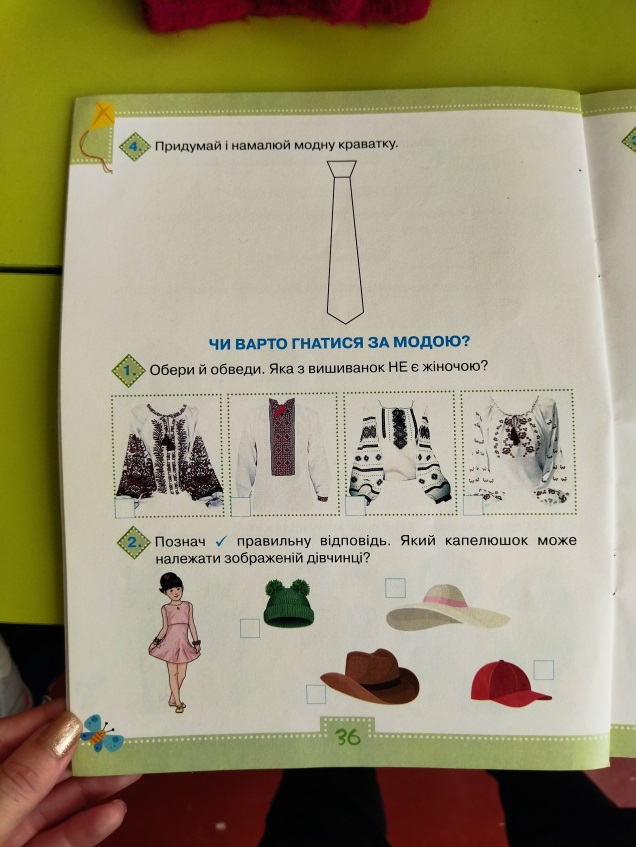 4. Придумай і намалюй модну краватку.
ЧИ ВАРТО ГНАТИСЯ ЗА МОДОЮ?
1. Обери й обведи. Яка з вишиванок НЕ є жіночою?
2. Познач ✓ правильну відповідь. Який капелюшок може
належати зображеній дівчинці?
36